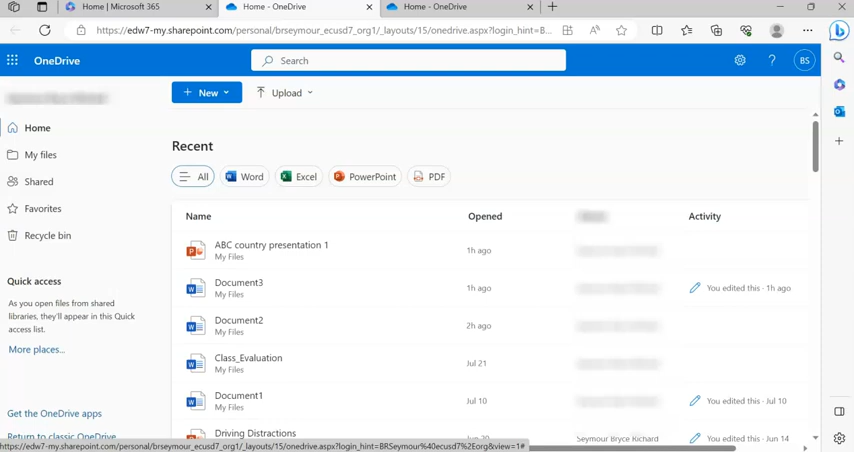 Home | Microsoft 365
Home - OneDrive
Home - OneDrive
https://edw7-my.sharepoint.com/personal/brseymour_ecusd7_org1/_layouts/15/onedrive.aspx?login_hint=B...
OneDrive
Search
BS
New
Upload
Home
My files
Shared
Favorites
Recycle bin
Quick access
As you open files from shared
libraries, they'll appear in this Quick
access list.
More places...
Get the OneDrive apps
Return to classic OneDrive
Recent
All
Word
Excel
PowerPoint
PDF
Name Opened Activity
ABC country presentation 1
My Files
1h ago
Document3
My Files
1h ago
You edited this · 1h ago
Document2
My Files
2h ago
Class_Evaluation
My Files
Jul 21
Document1
My Files
Jul 10
You edited this · Jul 10
Driving Distractions
Jun 20
Seymour Bryce Richard
You edited this · Jun 14
https://edw7-my.sharepoint.com/personal/brseymour_ecusd7_org1/_layouts/15/onedrive.aspx?login_hint=BRSeymour%40ecusd7%2Eorg&view=1#